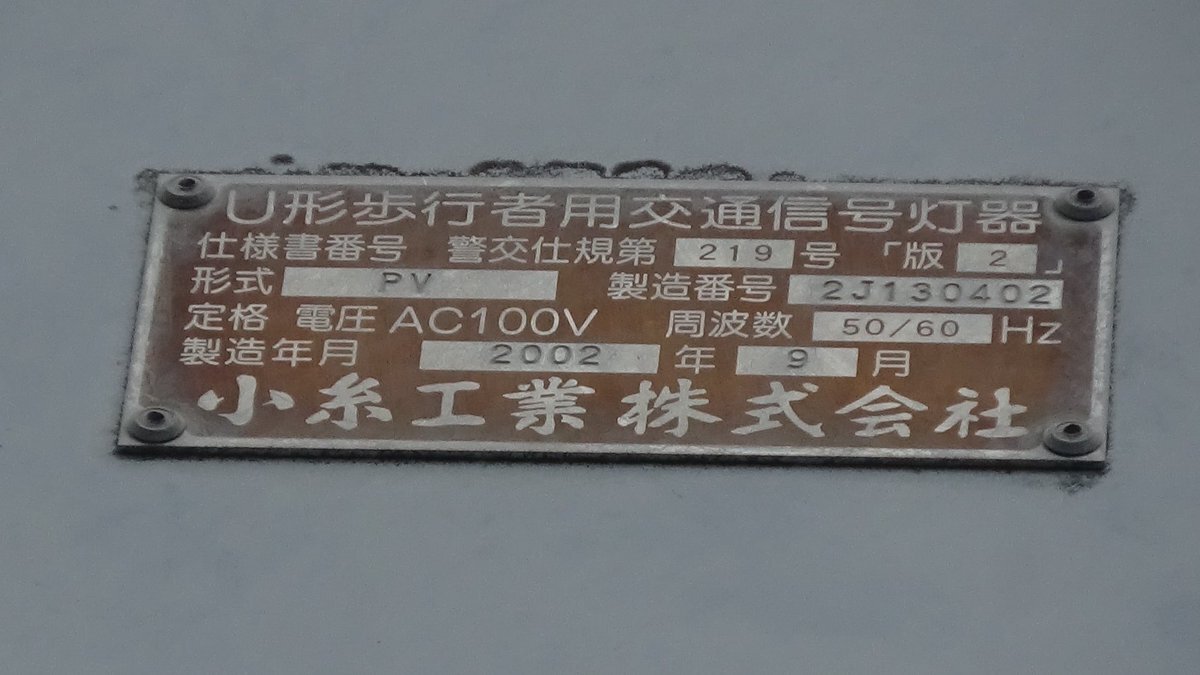 U形歩行者用交通信号灯器
仕様書番号 警交仕規第 219 号 「版 2 」
形式 PV 製造番号 2J130402
定格 電圧 AC100V 周波数 50/60 Hz
製造年月 2002 年 9 月
小糸工業株式会社